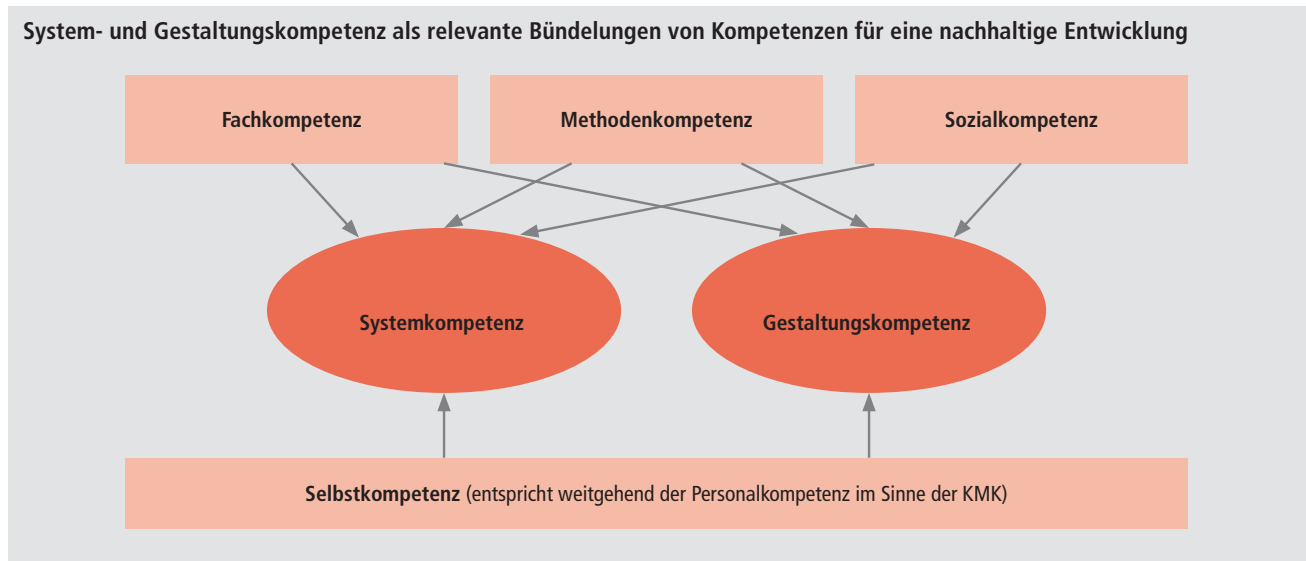 System- und Gestaltungskompetenz als relevante Bündelungen von Kompetenzen für eine nachhaltige Entwicklung
Fachkompetenz
Methodenkompetenz
Sozialkompetenz
Systemkompetenz
Gestaltungskompetenz
Selbstkompetenz (entspricht weitgehend der Personalkompetenz im Sinne der KMK)